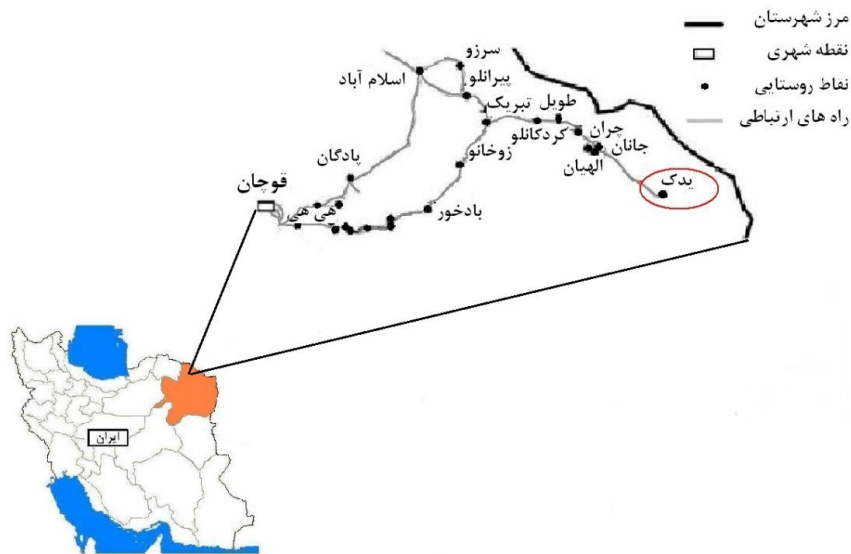 مرز شهرستان
نقطه شهری
نقاط روستایی
راه های ارتباطی
سرزو
پیرانلو
اسلام آباد
تبریک
طویل
کردکانلو
چران
جانان
الهیان
زوخانو
یدک
پادگان
قوچان
هی هی
بادخور
ایران